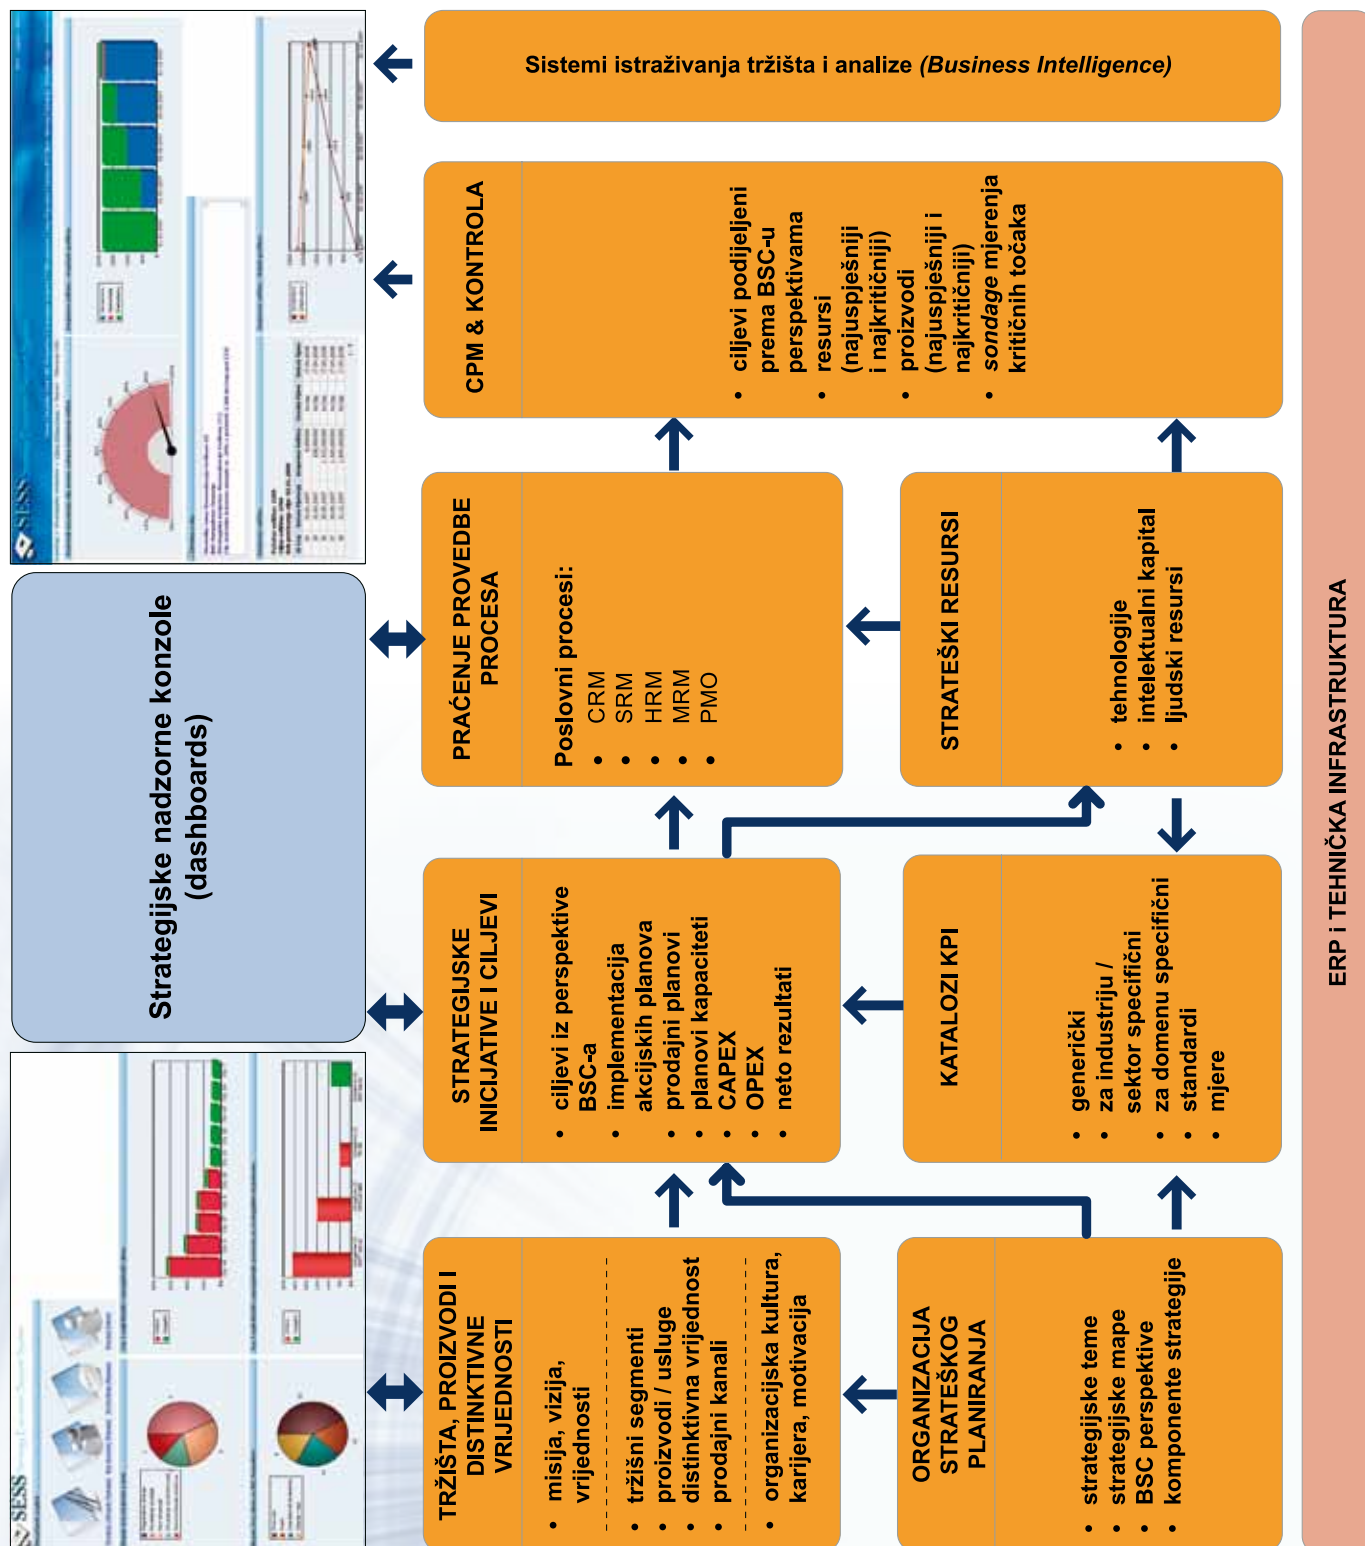 SESS
Strategijske nadzorne konzole
(dashboards)
SESS
TRŽIŠTA, PROIZVODI I
DISTINKTIVNE
VRIJEDNOSTI
• misija, vizija,
vrijednosti
• tržišni segmenti
• proizvodi / usluge
• distinktivna vrijednost
• prodajni kanali
• organizacijska kultura,
karijera, motivacija
STRATEGIJSKE
INICIJATIVE I CILJEVI
• ciljevi iz perspektive
BSC-a
• implementacija
akcijskih planova
• prodajni planovi
• planovi kapaciteti
• CAPEX
• OPEX
• neto rezultati
PRAĆENJE PROVEDBE
PROCESA
Poslovni procesi:
• CRM
• SRM
• HRM
• MRM
• PMO
CPM & KONTROLA
• ciljevi podijeljeni
prema BSC-u
perspektivama
• resursi
(najuspješniji
i najkritičniji)
• proizvodi
(najuspješniji i
najkritičniji)
• sondage mjerenja
kritičnih točaka
Sistemi istraživanja tržišta i analize (Business Intelligence)
ORGANIZACIJA
STRATEŠKOG
PLANIRANJA
• strategijske teme
• strategijske mape
• BSC perspektive
• komponente strategije
KATALOZI KPI
• generički
• za industriju /
sektor specifični
• za domenu specifični
• standardi
• mjere
STRATEŠKI RESURSI
• tehnologije
• intelektualni kapital
• ljudski resursi
ERP i TEHNIČKA INFRASTRUKTURA